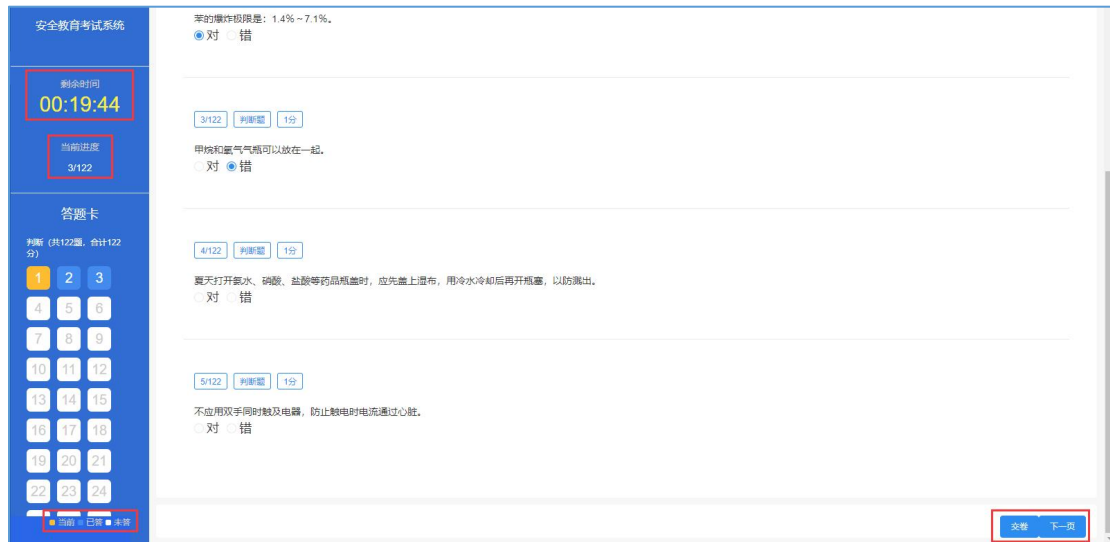 安全教育考试系统
剩余时间
00:19:44
当前进度
3/122
答题卡
判断（共122题，合计122
分）
1 2 3
4 5 6
7 8 9
10 11 12
13 14 15
16 17 18
19 20 21
22 23 24
当前 已答 未答
苯的爆炸极限是：1.4%~7.1%。
对 错
3/122 判断题 1分
甲烷和氧气气瓶可以放在一起。
对 错
4/122 判断题 1分
夏天打开氨水、硝酸、盐酸等药品瓶盖时，应先盖上湿布，用冷水冷却后再开瓶塞，以防溅出。
对 错
5/122 判断题 1分
不应用双手同时触及电器，防止触电时电流通过心脏。
对 错
交卷 下一页